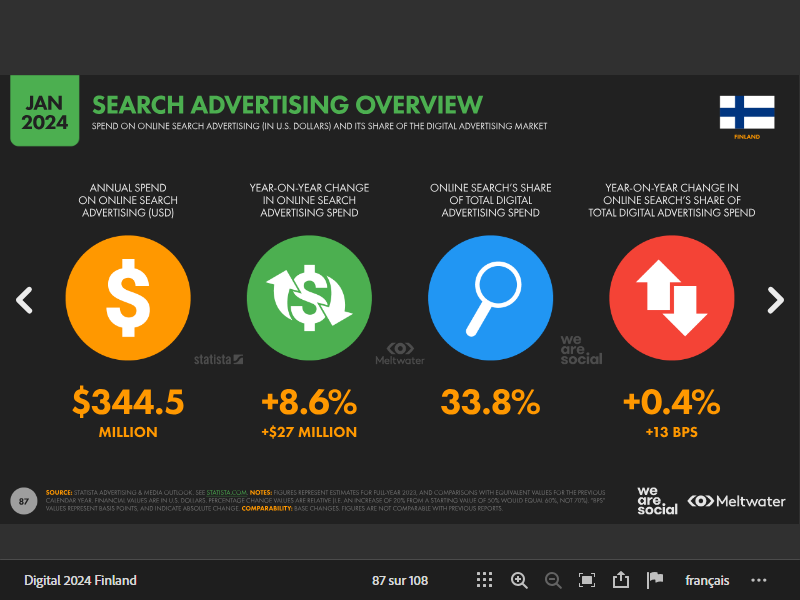 JAN
2024
SEARCH ADVERTISING OVERVIEW
SPEND ON ONLINE SEARCH ADVERTISING (IN U.S. DOLLARS) AND ITS SHARE OF THE DIGITAL ADVERTISING MARKET
FINLAND
ANNUAL SPEND
ON ONLINE SEARCH
ADVERTISING (USD)
$344.5
MILLION
YEAR-ON-YEAR CHANGE
IN ONLINE SEARCH
ADVERTISING SPEND
+8.6%
+$27 MILLION
ONLINE SEARCH'S SHARE
OF TOTAL DIGITAL
ADVERTISING SPEND
33.8%
YEAR-ON-YEAR CHANGE IN
ONLINE SEARCH'S SHARE OF
TOTAL DIGITAL ADVERTISING SPEND
+0.4%
+13 BPS
statista
Meltwater
we
are.
social
87
SOURCE: STATISTA ADVERTISING & MEDIA OUTLOOK. SEE STATISTA.COM. NOTES: FIGURES REPRESENT ESTIMATES FOR FULL-YEAR 2023, AND COMPARISONS WITH EQUIVALENT VALUES FOR THE PREVIOUS
CALENDAR YEAR. FINANCIAL VALUES ARE IN U.S. DOLLARS. PERCENTAGE CHANGE VALUES ARE RELATIVE (I.E. AN INCREASE OF 20% FROM A STARTING VALUE OF 50% WOULD EQUAL 60%, NOT 70%). "BPS"
VALUES REPRESENT BASIS POINTS, AND INDICATE ABSOLUTE CHANGE. COMPARABILITY: BASE CHANGES. FIGURES ARE NOT COMPARABLE WITH PREVIOUS REPORTS.
we
are.
social
Meltwater
Digital 2024 Finland
87 sur 108
français